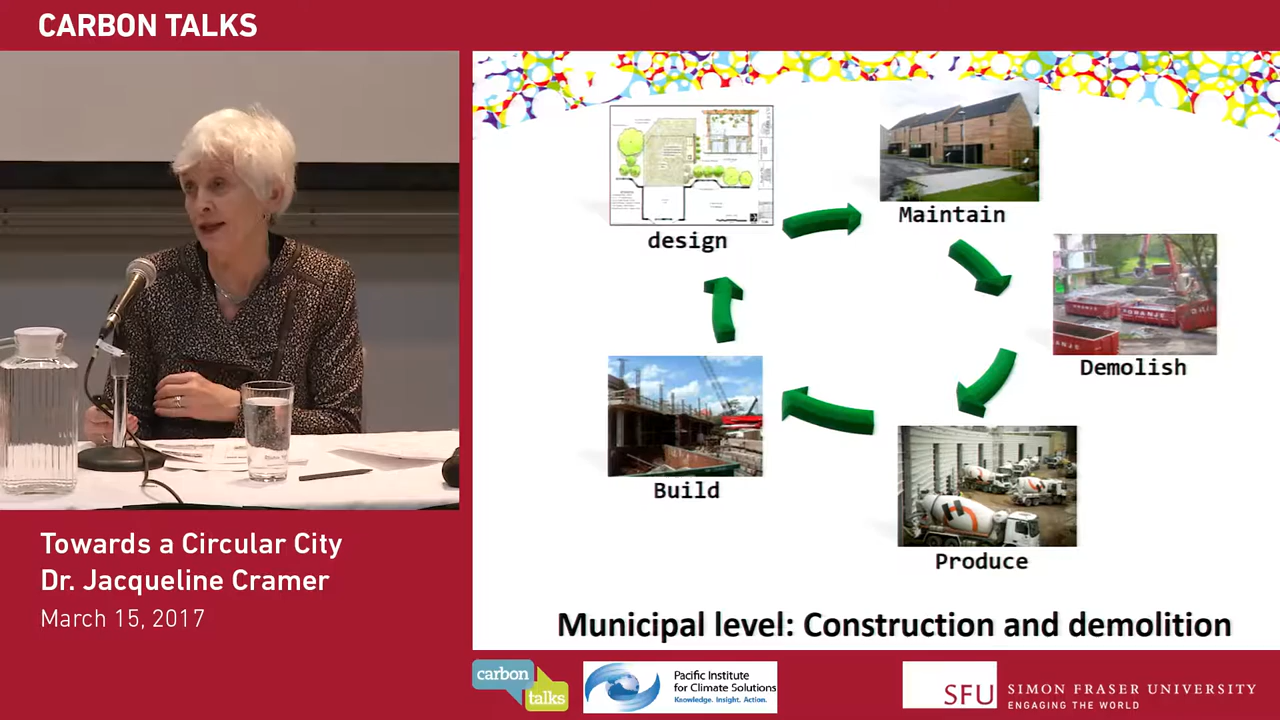 CARBON TALKS
design
Maintain
Demolish
Produce
Build
Municipal level: Construction and demolition
Towards a Circular City
Dr. Jacqueline Cramer
March 15, 2017
carbon
talks
Pacific Institute
for Climate Solutions
Knowledge. Insight. Action.
SFU
SIMON FRASER UNIVERSITY
ENGAGING THE WORLD